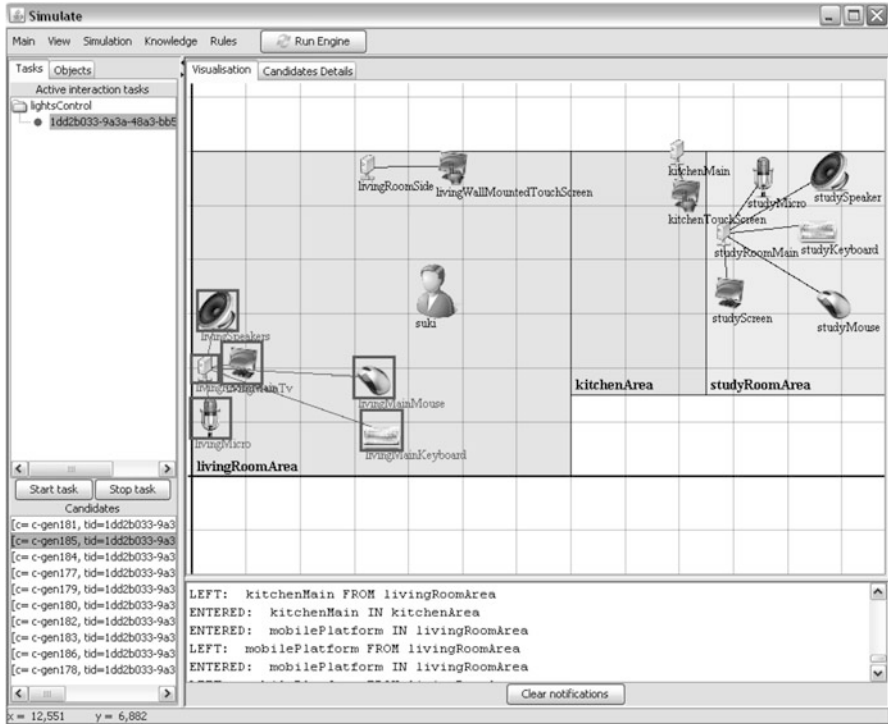 Simulate
Main View Simulation Knowledge Rules Run Engine
Tasks Objects
Active interaction tasks
lightsControl
1dd2b033-9a3a-48a3-bb5
Start task Stop task
Candidates
[c= c-gen181, tid=1dd2b033-9a3
[c= c-gen185, tid=1dd2b033-9a3
[c= c-gen184, tid=1dd2b033-9a3
[c= c-gen177, tid=1dd2b033-9a3
[c= c-gen179, tid=1dd2b033-9a3
[c= c-gen180, tid=1dd2b033-9a3
[c= c-gen182, tid=1dd2b033-9a3
[c= c-gen183, tid=1dd2b033-9a3
[c= c-gen186, tid=1dd2b033-9a3
[c= c-gen178, tid=1dd2b033-9a3
Visualisation Candidates Details
livingRoomSide
livingWallMountedTouchScreen
kitchenMain
kitchenTouchScreen
studyMicro
studySpeaker
studyRoomMain
studyKeyboard
studyScreen
studyMouse
suki
livingSpeakers
livingMainMouse
livingMicro
livingMainKeyboard
livingRoomArea
kitchenArea
studyRoomArea
LEFT: kitchenMain FROM livingRoomArea
ENTERED: kitchenMain IN kitchenArea
ENTERED: mobilePlatform IN livingRoomArea
LEFT: mobilePlatform FROM livingRoomArea
ENTERED: mobilePlatform IN livingRoomArea
Clear notifications
x = 12,551 y = 6,882